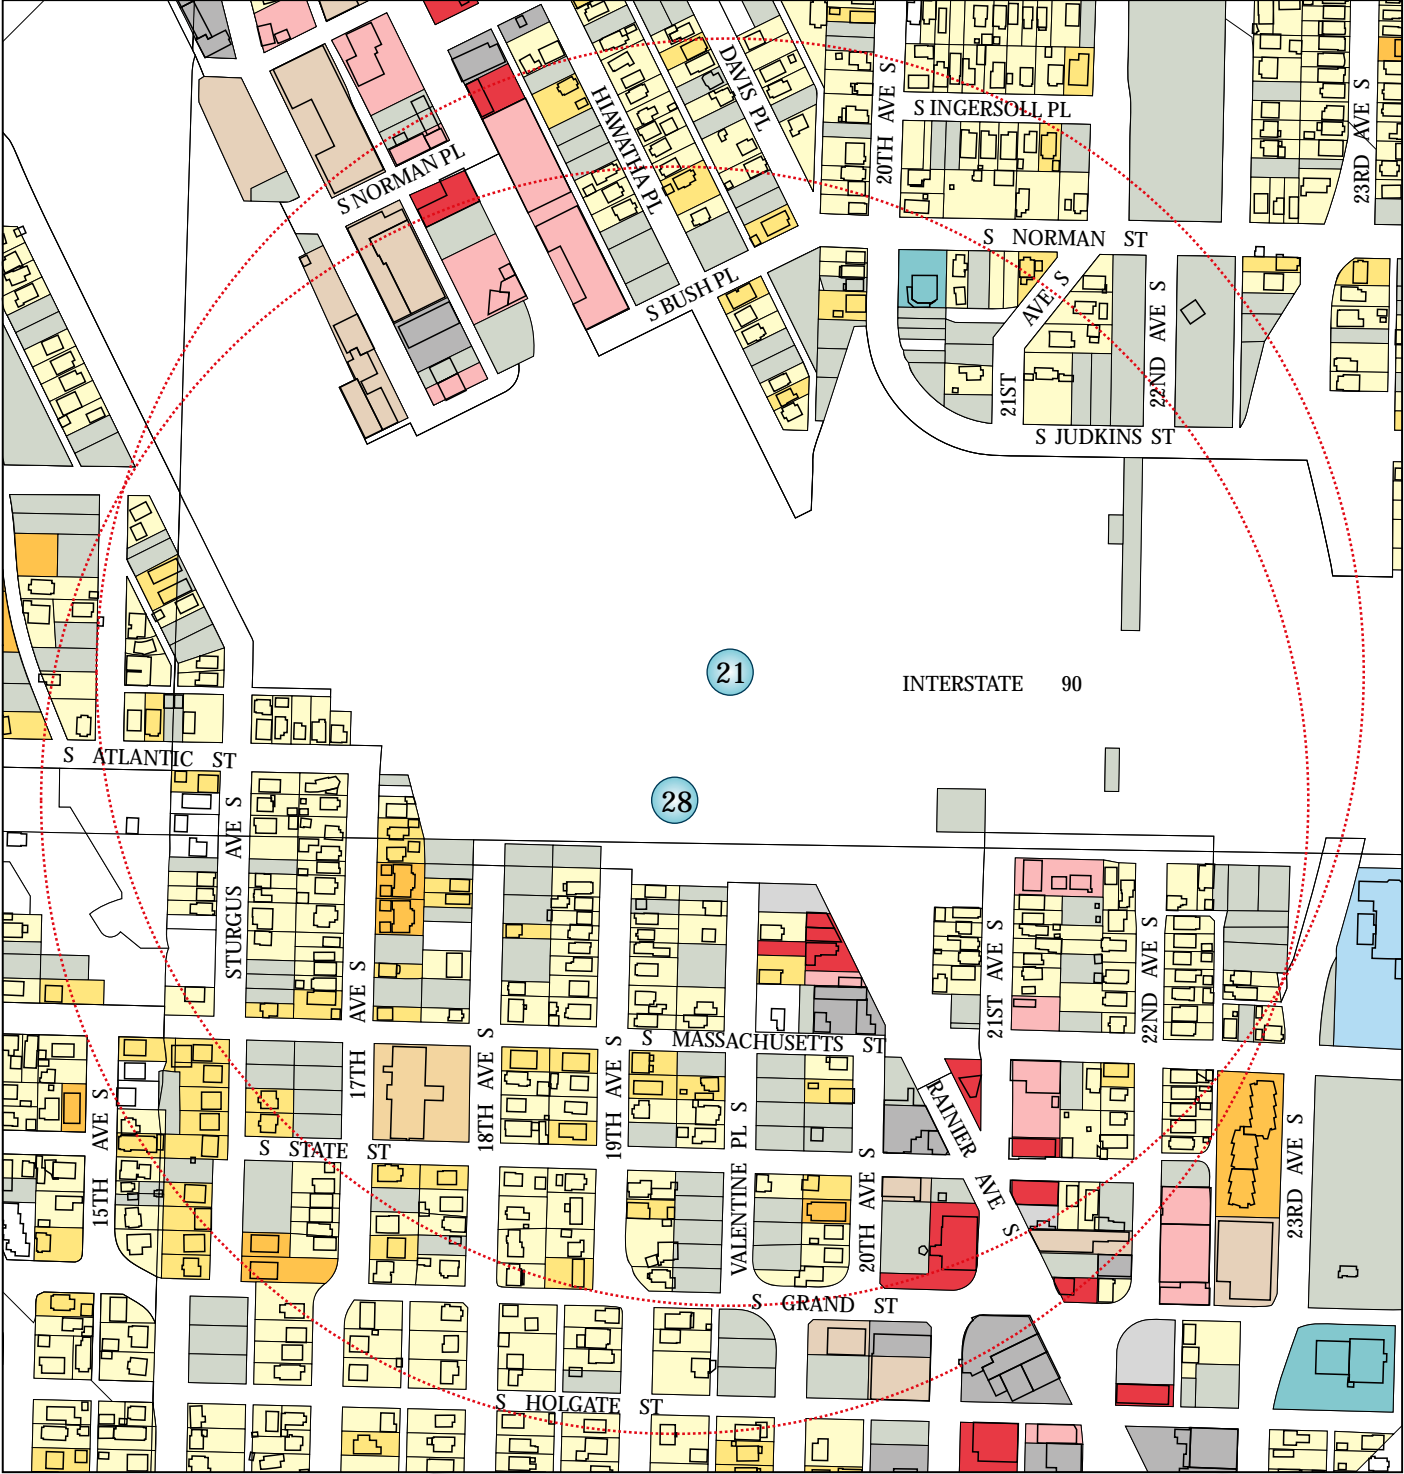 DAVIS PL
20TH AVE S
S INGERSOLL PL
23RD AVE S
HIAWATHA PL
S NORMAN PL
S NORMAN ST
S BUSH PL
AVE S
21ST
22ND AVE S
S JUDKINS ST
21
INTERSTATE 90
S ATLANTIC ST
28
STURGUS AVE S
AVE S
17TH
21ST AVE S
22ND AVE S
S MASSACHUSETTS ST
18TH AVE S
19TH AVE S
15TH AVE S
S STATE ST
VALENTINE PL S
20TH AVE S
RAINIER AVE S
23RD AVE S
S GRAND ST
S HOLGATE ST